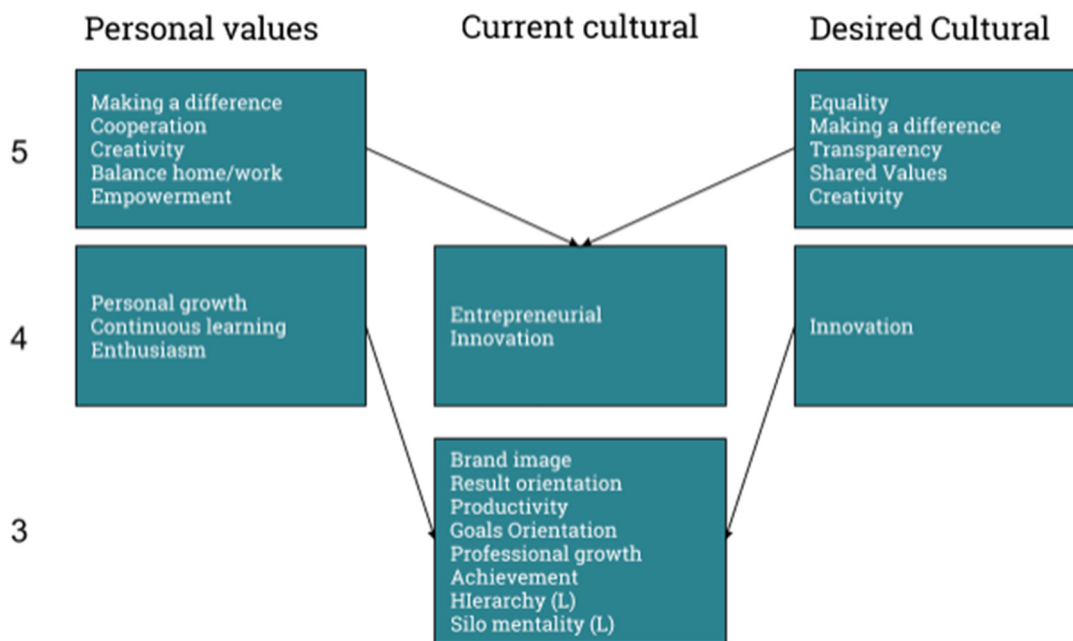 Personal values
Current cultural
Desired Cultural
5
Making a difference
Cooperation
Creativity
Balance home/work
Empowerment
Equality
Making a difference
Transparency
Shared Values
Creativity
4
Personal growth
Continuous learning
Enthusiasm
Entrepreneurial
Innovation
Innovation
3
Brand image
Result orientation
Productivity
Goals Orientation
Professional growth
Achievement
HIerarchy (L)
Silo mentality (L)